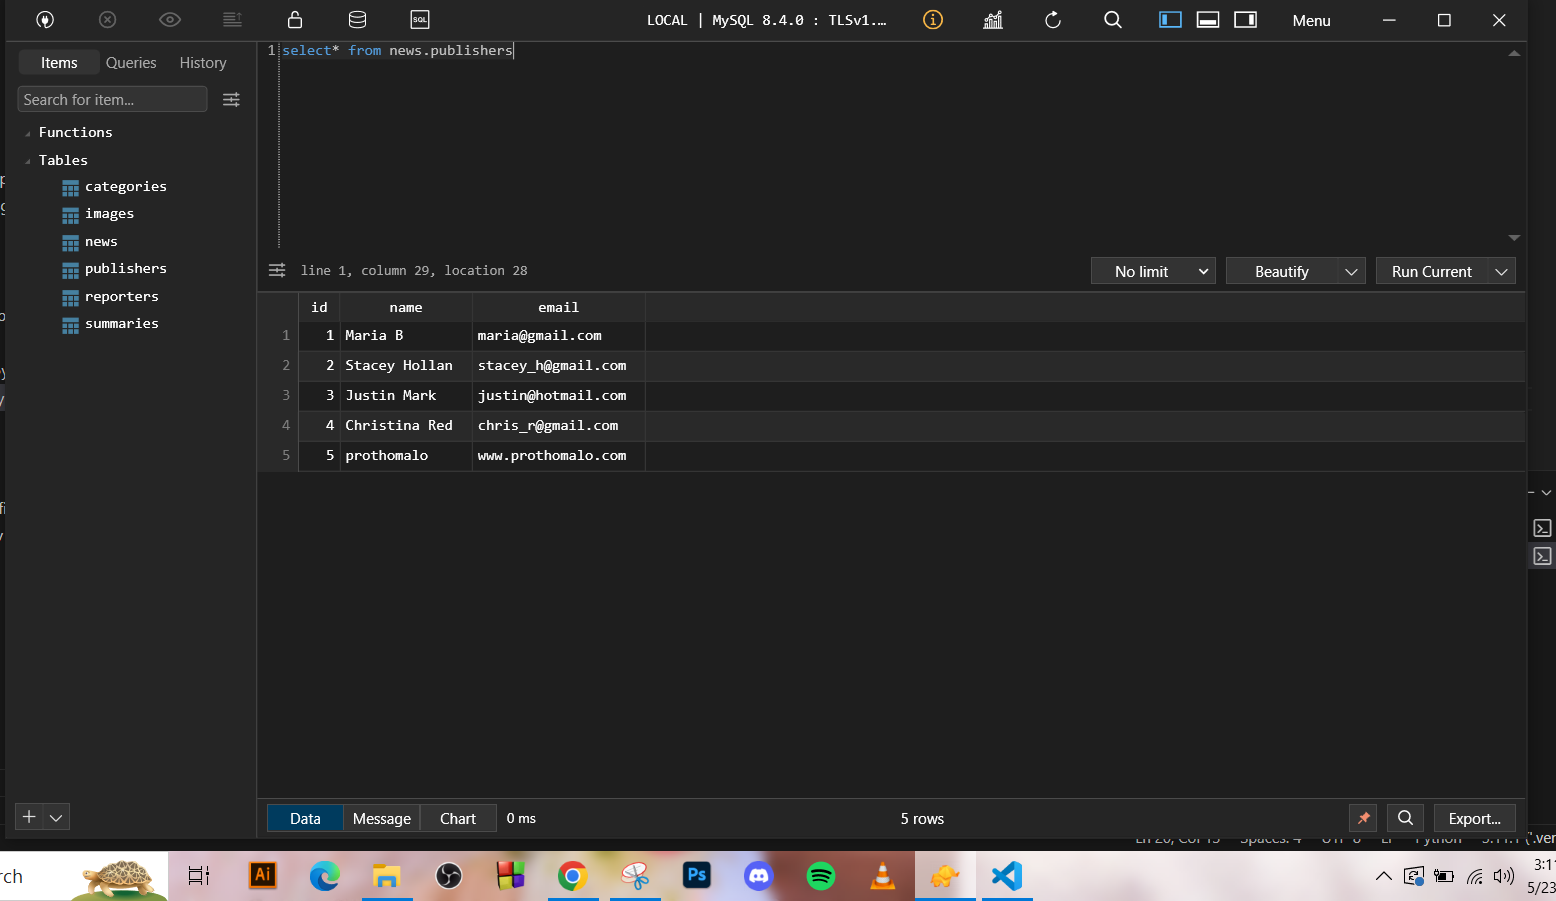 SQL
LOCAL | MySQL 8.4.0 : TLSv1....
Menu
Items Queries History
Search for item...
Functions
Tables
categories
images
news
publishers
reporters
summaries
1 select* from news.publishers
line 1, column 29, location 28
No limit
Beautify
Run Current
id name email
1 1 Maria B maria@gmail.com
2 2 Stacey Hollan stacey_h@gmail.com
3 3 Justin Mark justin@hotmail.com
4 4 Christina Red chris_r@gmail.com
5 5 prothomalo www.prothomalo.com
Data Message Chart 0 ms
5 rows
Export...
rch
Ai
Ps
3:1
5/23